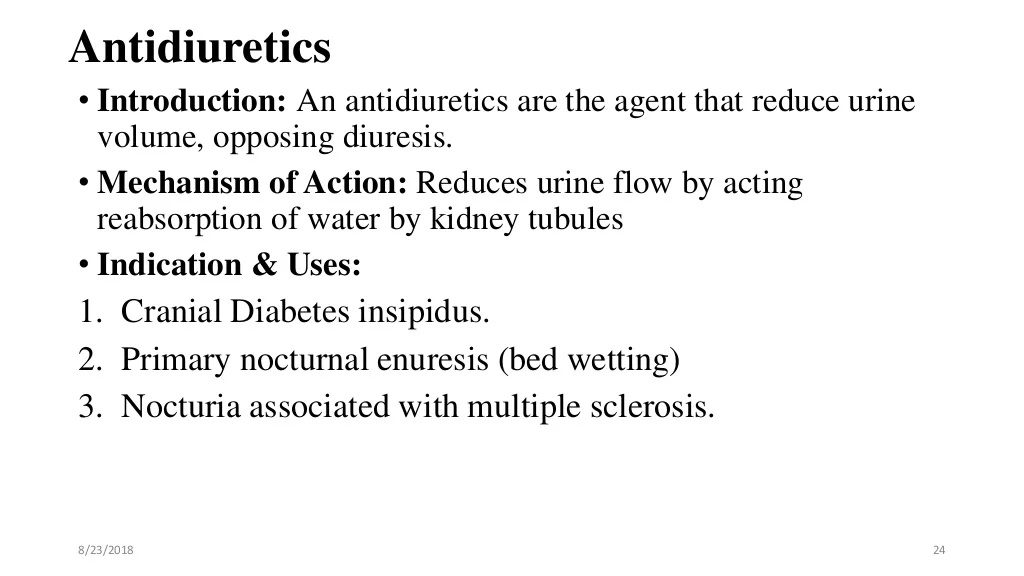 Antidiuretics
• Introduction: An antidiuretics are the agent that reduce urine
volume, opposing diuresis.
• Mechanism of Action: Reduces urine flow by acting
reabsorption of water by kidney tubules
• Indication & Uses:
1. Cranial Diabetes insipidus.
2. Primary nocturnal enuresis (bed wetting)
3. Nocturia associated with multiple sclerosis.
8/23/2018
24